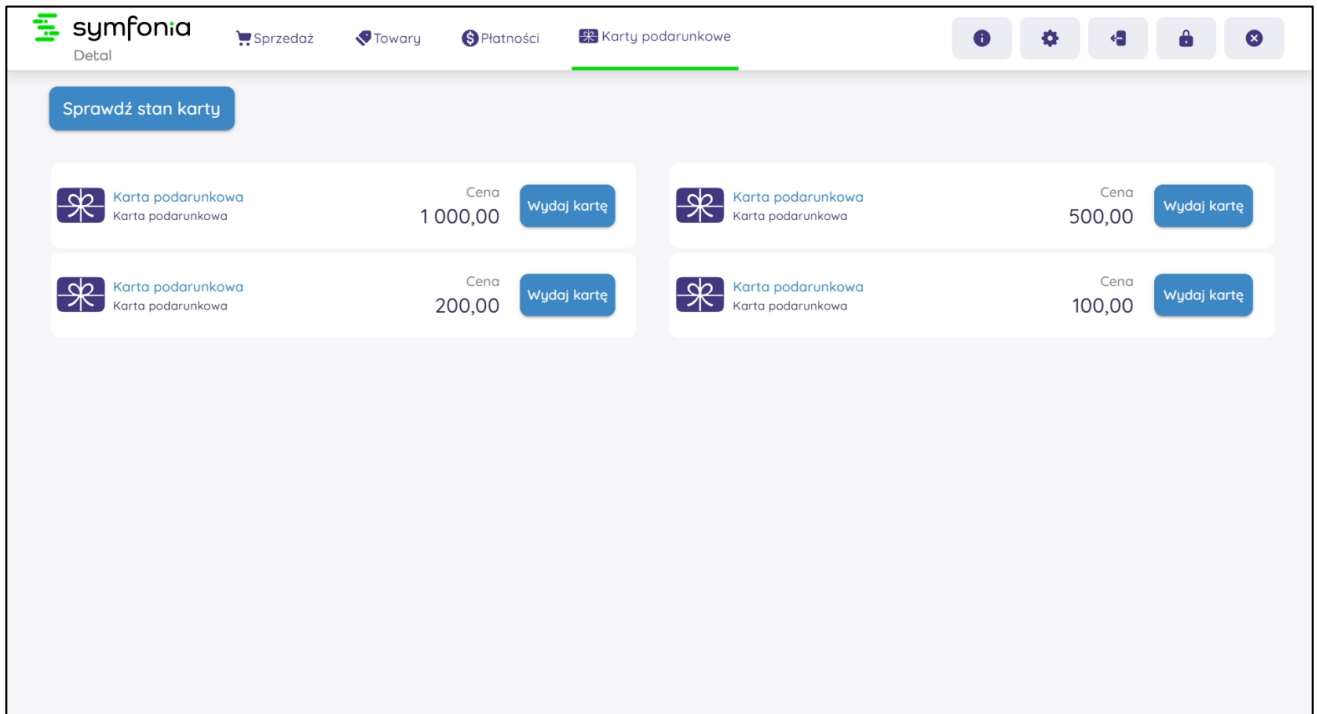 symfonia
Detal
Sprzedaż
Towary
Płatności
Karty podarunkowe
Sprawdź stan karty
Karta podarunkowa
Karta podarunkowa
Cena
1 000,00
Wydaj kartę
Karta podarunkowa
Karta podarunkowa
Cena
500,00
Wydaj kartę
Karta podarunkowa
Karta podarunkowa
Cena
200,00
Wydaj kartę
Karta podarunkowa
Karta podarunkowa
Cena
100,00
Wydaj kartę